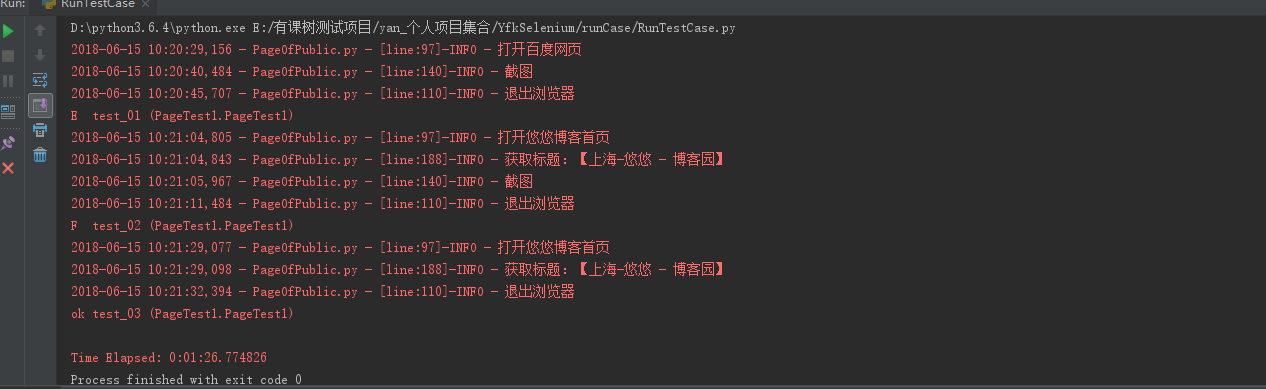 Run: RunTestCase
D:\python3.6.4\python.exe E:/有课树测试项目/yan_个人项目集合/YfkSelenium/runCase/RunTestCase.py
2018-06-15 10:20:29,156 - PageOfPublic.py - [line:97]-INFO - 打开百度网页
2018-06-15 10:20:40,484 - PageOfPublic.py - [line:140]-INFO - 截图
2018-06-15 10:20:45,707 - PageOfPublic.py - [line:110]-INFO - 退出浏览器
E  test_01 (PageTest1.PageTest1)
2018-06-15 10:21:04,805 - PageOfPublic.py - [line:97]-INFO - 打开悠悠博客首页
2018-06-15 10:21:04,843 - PageOfPublic.py - [line:188]-INFO - 获取标题:【上海-悠悠 - 博客园】
2018-06-15 10:21:05,967 - PageOfPublic.py - [line:140]-INFO - 截图
2018-06-15 10:21:11,484 - PageOfPublic.py - [line:110]-INFO - 退出浏览器
F  test_02 (PageTest1.PageTest1)
2018-06-15 10:21:29,077 - PageOfPublic.py - [line:97]-INFO - 打开悠悠博客首页
2018-06-15 10:21:29,098 - PageOfPublic.py - [line:188]-INFO - 获取标题:【上海-悠悠 - 博客园】
2018-06-15 10:21:32,394 - PageOfPublic.py - [line:110]-INFO - 退出浏览器
ok test_03 (PageTest1.PageTest1)
Time Elapsed: 0:01:26.774826
Process finished with exit code 0